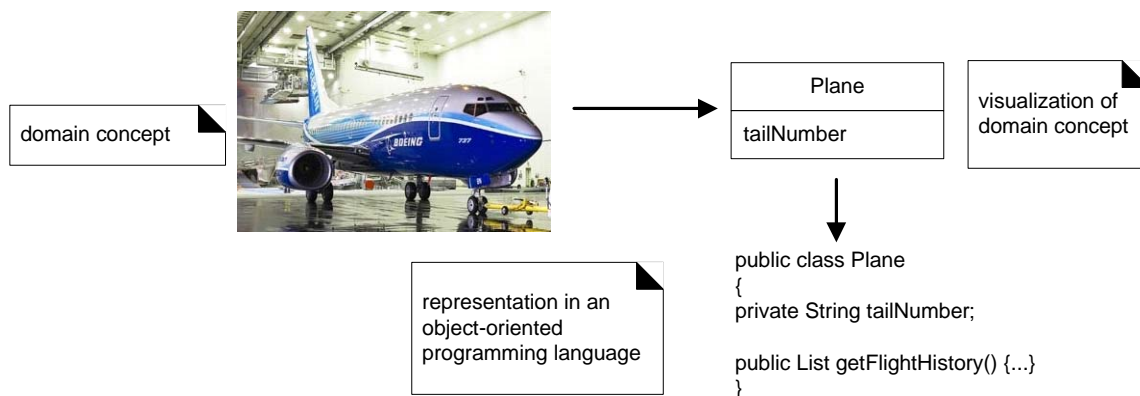 domain concept
BOEING
737
Plane
tailNumber
visualization of
domain concept
representation in an
object-oriented
programming language
public class Plane
{
private String tailNumber;
public List getFlightHistory() {...}
}